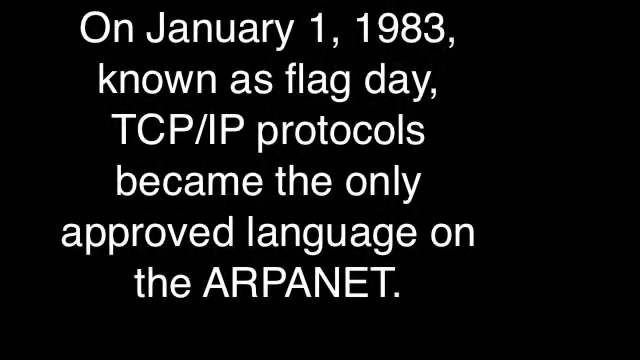 On January 1, 1983,
known as flag day,
TCP/IP protocols
became the only
approved language on
the ARPANET.